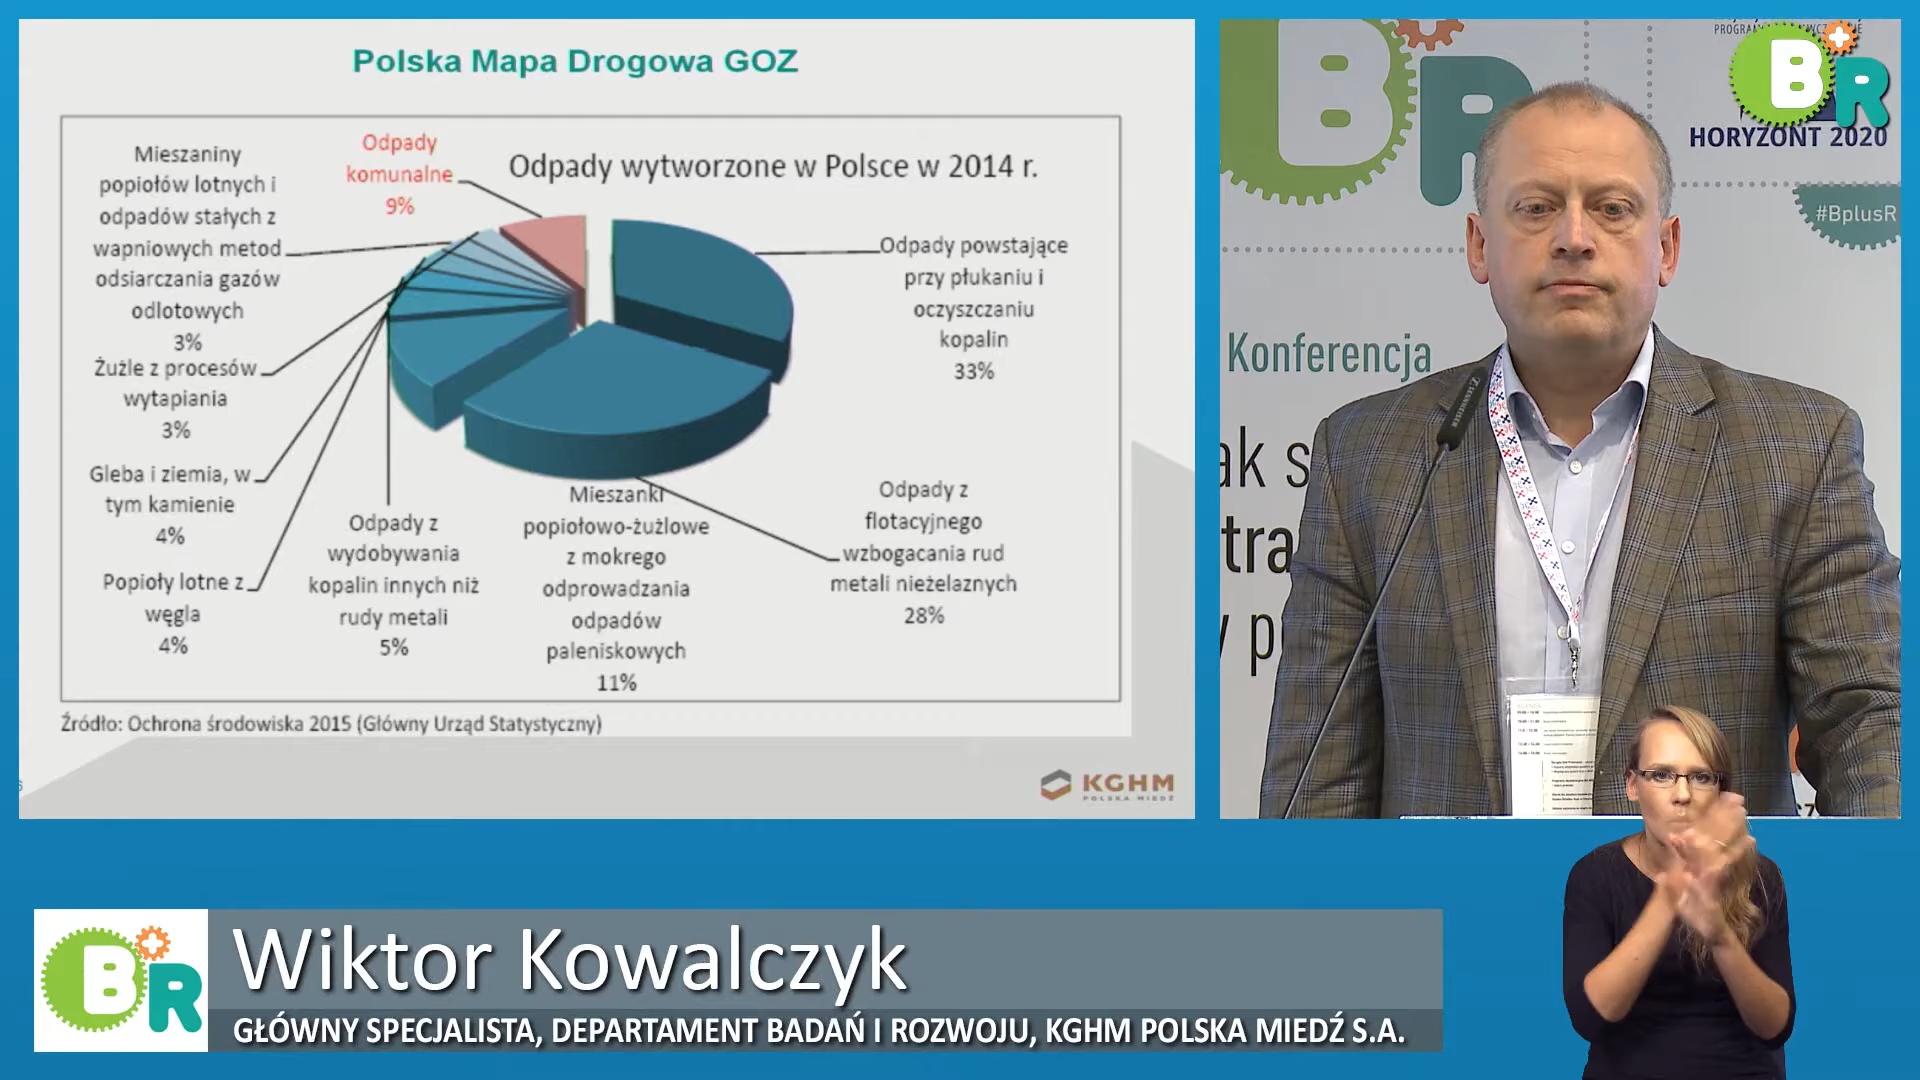 Polska Mapa Drogowa GOZ
Odpady wytworzone w Polsce w 2014 r.
Mieszaniny
popiołów lotnych i
odpadów stałych z
wapniowych metod
odsiarczania gazów
odlotowych
3%
Odpady
komunalne
9%
Odpady powstające
przy płukaniu i
oczyszczaniu
kopalin
33%
Żużle z procesów
wytapiania
3%
Gleba i ziemia, w
tym kamienie
4%
Popioły lotne z
węgla
4%
Odpady z
wydobywania
kopalin innych niż
rudy metali
5%
Mieszanki
popiołowo-żużlowe
z mokrego
odprowadzania
odpadów
paleniskowych
11%
Odpady z
flotacyjnego
wzbogacania rud
metali nieżelaznych
28%
Źródło: Ochrona środowiska 2015 (Główny Urząd Statystyczny)
KGHM
POLSKA MIEDŹ
B+R
B+R
HORYZONT 2020
#BplusR
Konferencja
ak s
tra
SENNHEISER
B+R
Wiktor Kowalczyk
GŁÓWNY SPECJALISTA, DEPARTAMENT BADAŃ I ROZWOJU, KGHM POLSKA MIEDŹ S.A.